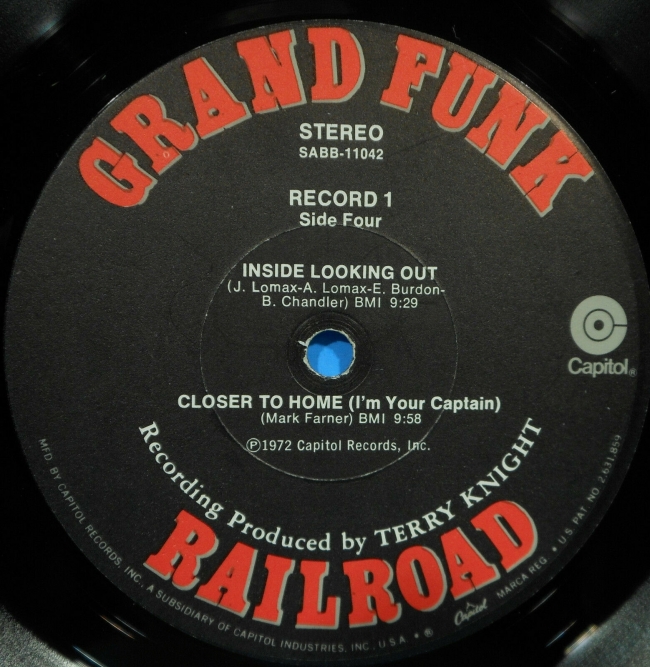 GRAND FUNK
STEREO
SABB-11042
RECORD 1
Side Four
INSIDE LOOKING OUT
(J. Lomax-A. Lomax-E. Burdon-
B. Chandler) BMI 9:29
Capitol®
CLOSER TO HOME (I'm Your Captain)
(Mark Farner) BMI 9:58
Ⓟ1972 Capitol Records, Inc.
Recording Produced by TERRY KNIGHT
RAILROAD
MFD. BY CAPITOL RECORDS, INC., A SUBSIDIARY OF CAPITOL INDUSTRIES, INC., U.S.A. • ® Capitol MARCA REG. • U.S. PAT. NO. 2,631,859